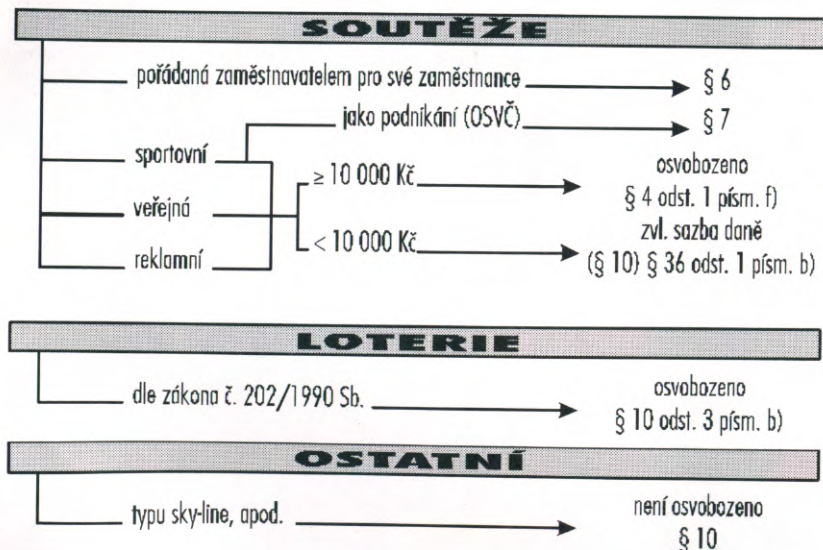 SOUTĚŽE
pořádaná zaměstnavatelem pro své zaměstnance § 6
jako podnikání (OSVČ) § 7
sportovní
veřejná
reklamní
≥ 10 000 Kč
osvobozeno
§ 4 odst. 1 písm. f)
< 10 000 Kč
zvl. sazba daně
(§ 10) § 36 odst. 1 písm. b)
LOTERIE
dle zákona č. 202/1990 Sb.
osvobozeno
§ 10 odst. 3 písm. b)
OSTATNÍ
typu sky-line, apod.
není osvobozeno
§ 10